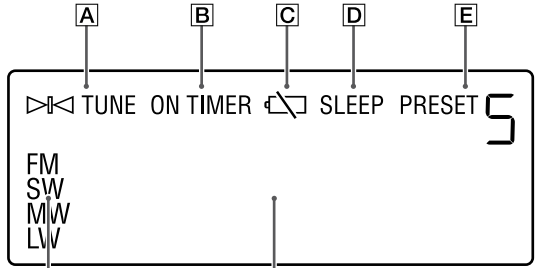 A B C D E
TUNE ON TIMER SLEEP PRESET 5
FM
SW
MW
LW